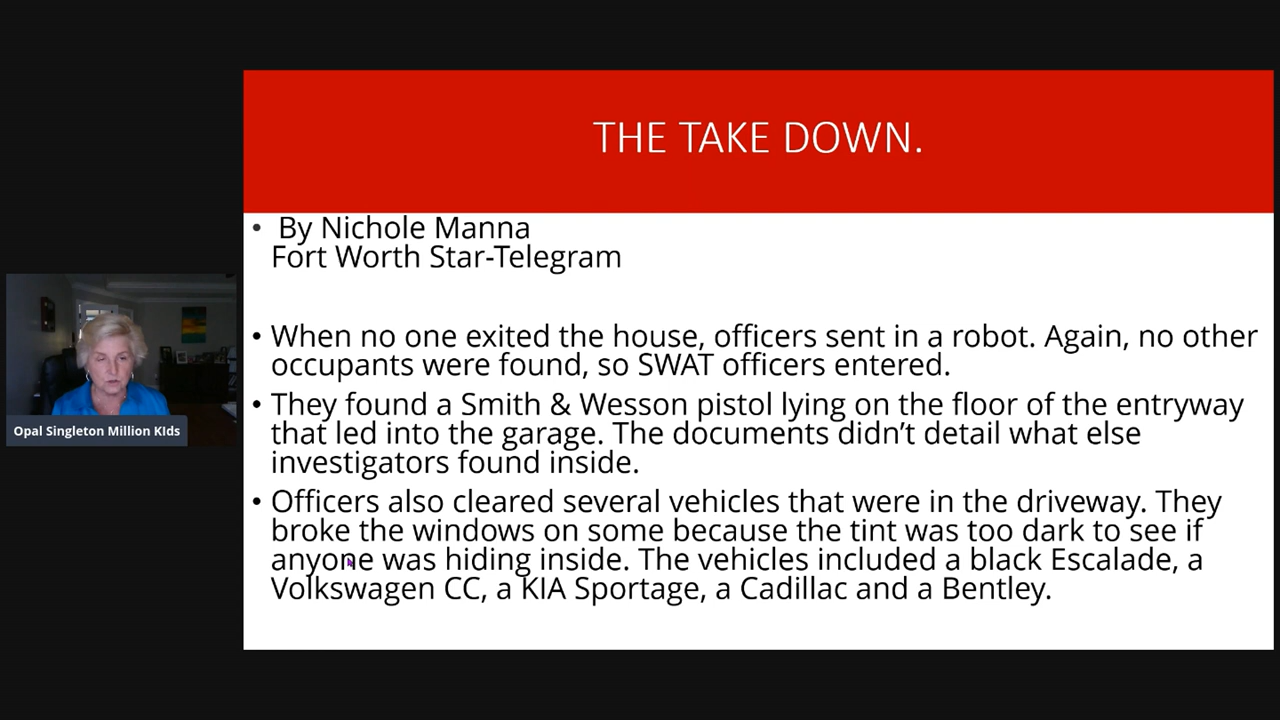 THE TAKE DOWN.
• By Nichole Manna
Fort Worth Star-Telegram
• When no one exited the house, officers sent in a robot. Again, no other
occupants were found, so SWAT officers entered.
• They found a Smith & Wesson pistol lying on the floor of the entryway
that led into the garage. The documents didn’t detail what else
investigators found inside.
• Officers also cleared several vehicles that were in the driveway. They
broke the windows on some because the tint was too dark to see if
anyone was hiding inside. The vehicles included a black Escalade, a
Volkswagen CC, a KIA Sportage, a Cadillac and a Bentley.
Opal Singleton Million KIds